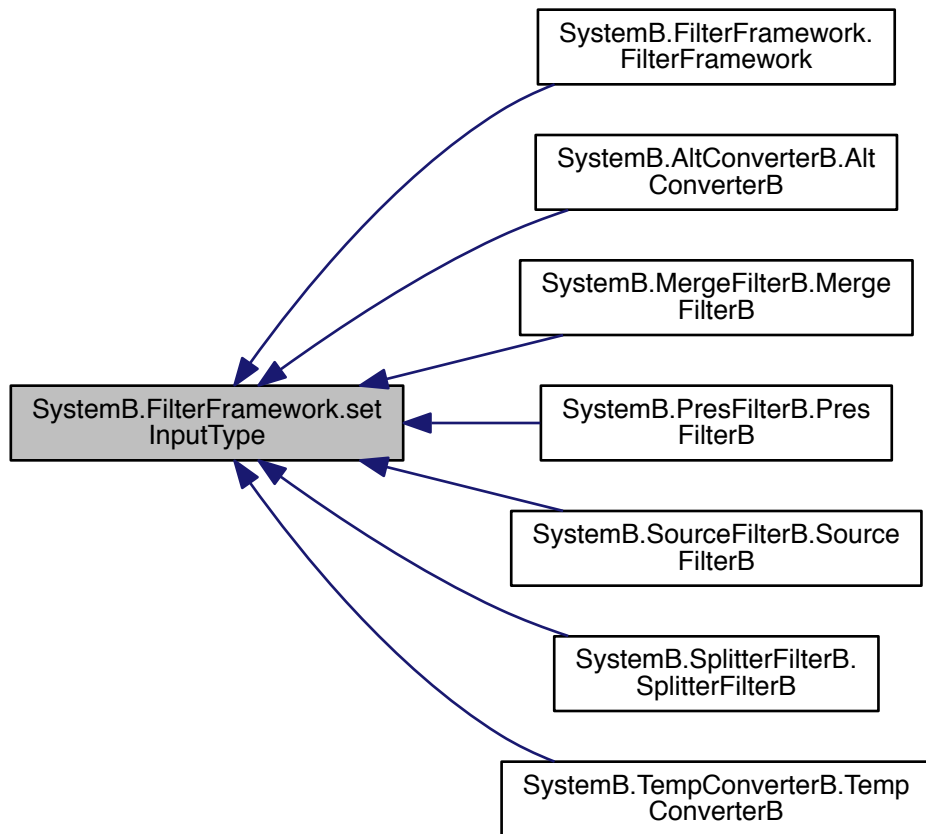 SystemB.FilterFramework.
FilterFramework
SystemB.AltConverterB.Alt
ConverterB
SystemB.MergeFilterB.Merge
FilterB
SystemB.FilterFramework.set
InputType
SystemB.PresFilterB.Pres
FilterB
SystemB.SourceFilterB.Source
FilterB
SystemB.SplitterFilterB.
SplitterFilterB
SystemB.TempConverterB.Temp
ConverterB